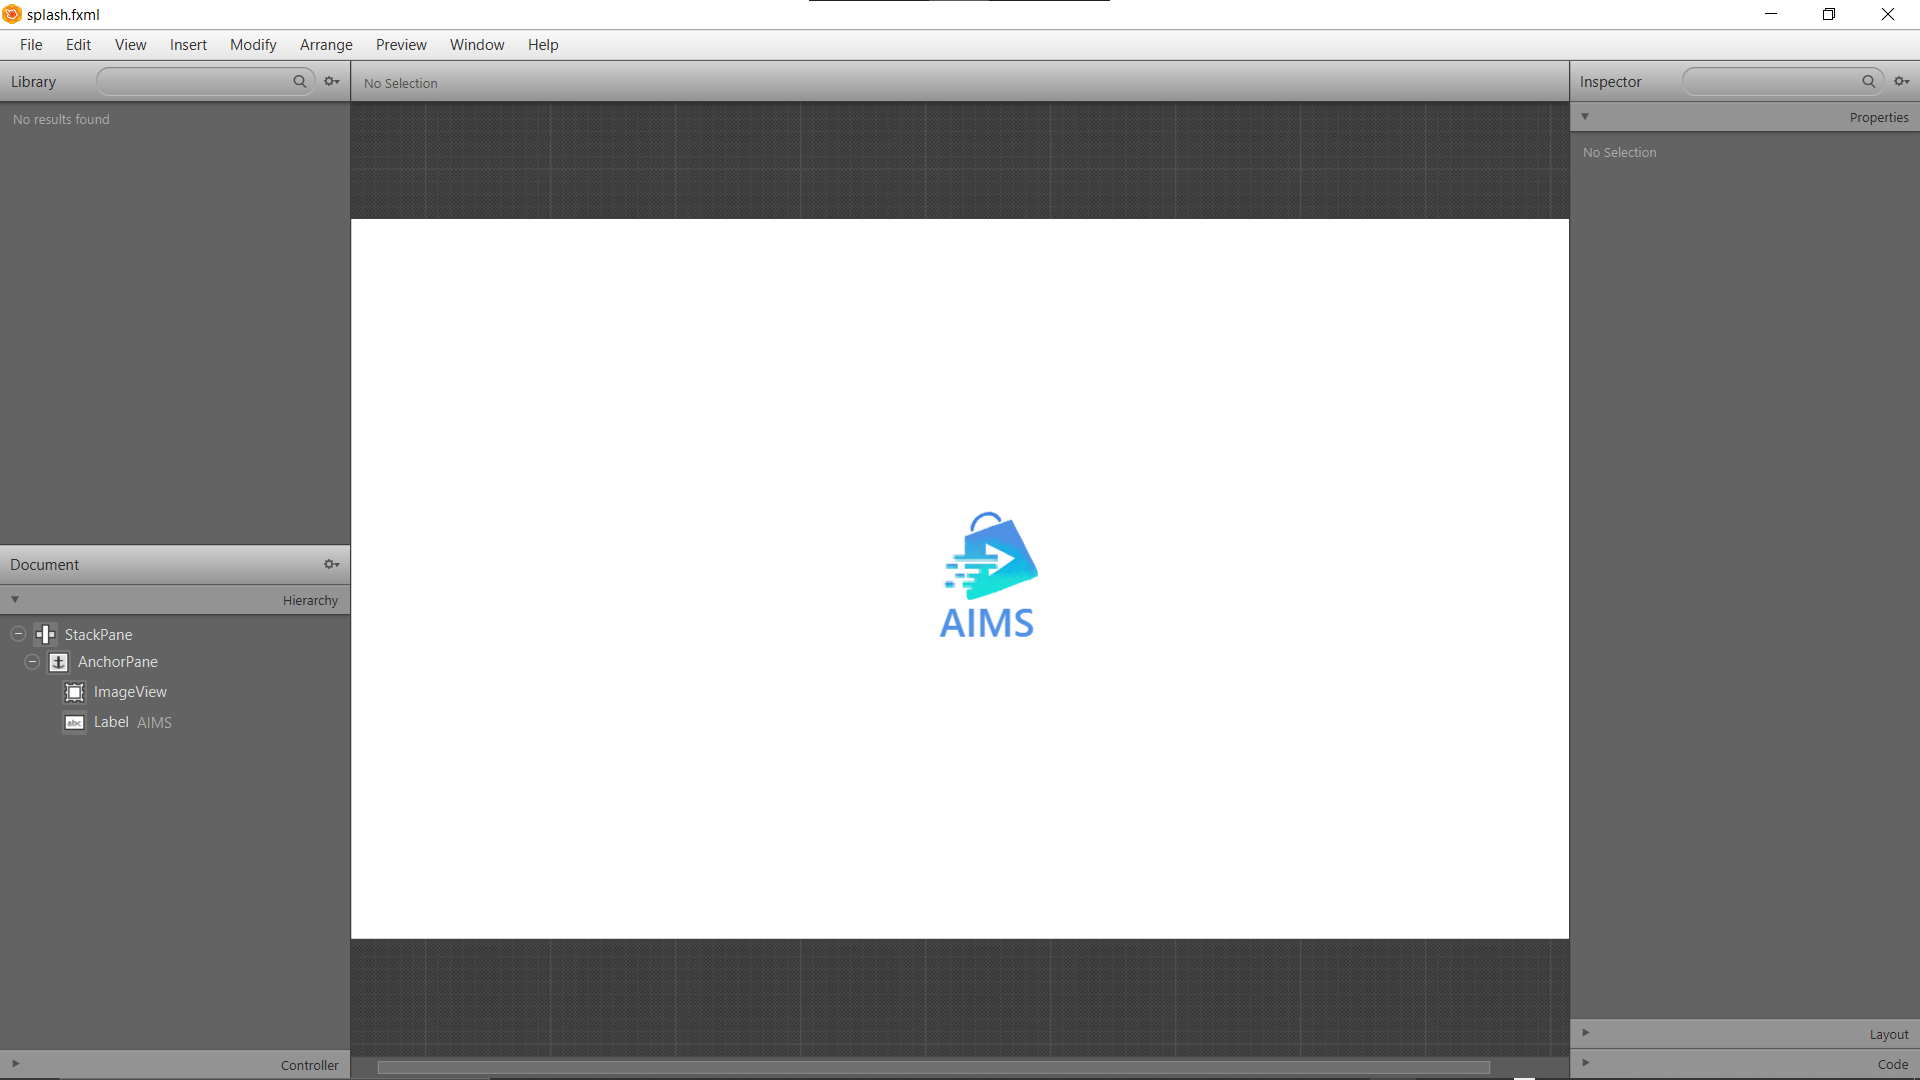 splash.fxml
File Edit View Insert Modify Arrange Preview Window Help
Library
No Selection
Inspector
No results found
Properties
No Selection
AIMS
Document
Hierarchy
StackPane
AnchorPane
ImageView
abc Label AIMS
Controller
Layout
Code